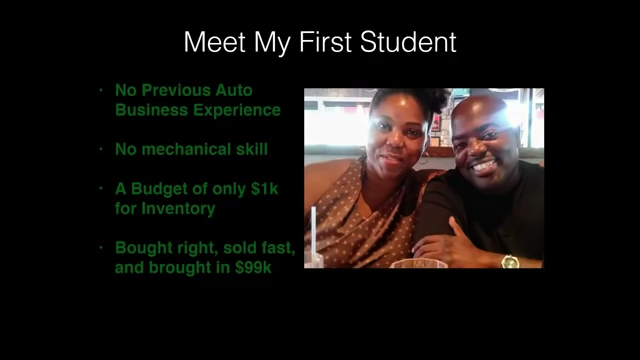 Meet My First Student
• No Previous Auto
Business Experience
• No mechanical skill
• A Budget of only $1k
for Inventory
• Bought right, sold fast,
and brought in $99k